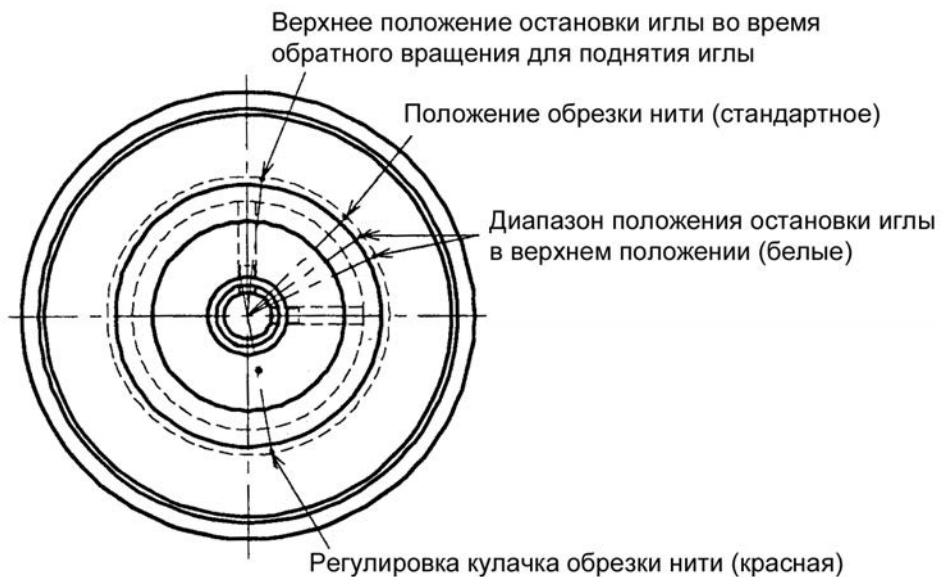 Верхнее положение остановки иглы во время
обратного вращения для поднятия иглы
Положение обрезки нити (стандартное)
Диапазон положения остановки иглы
в верхнем положении (белые)
Регулировка кулачка обрезки нити (красная)